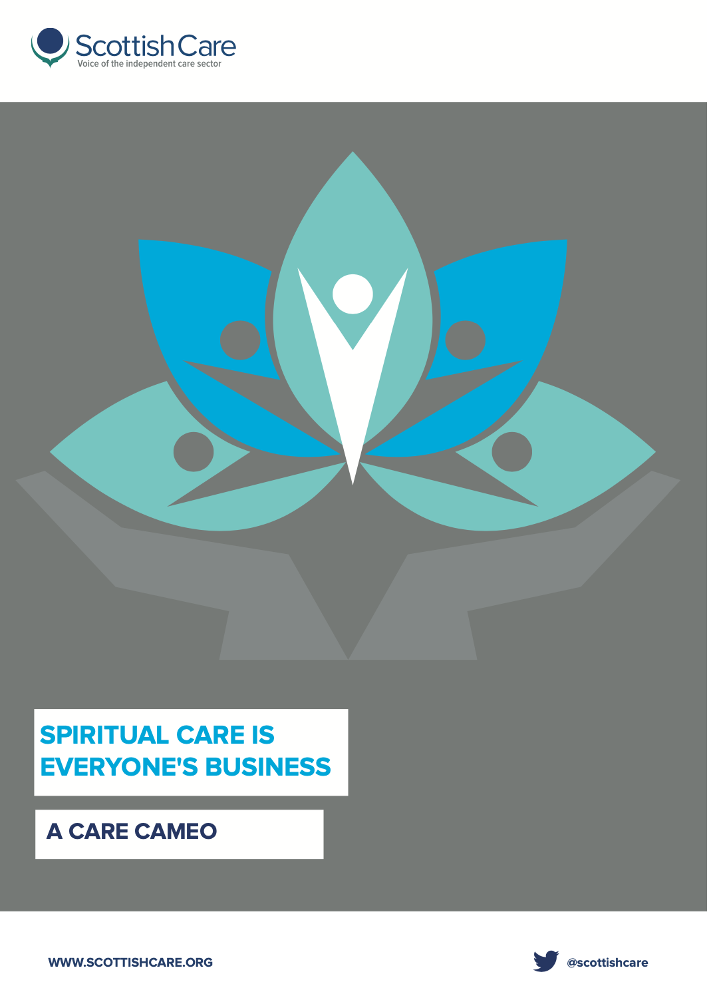 Scottish Care
Voice of the independent care sector
SPIRITUAL CARE IS
EVERYONE'S BUSINESS
A CARE CAMEO
WWW.SCOTTISHCARE.ORG
@scottishcare